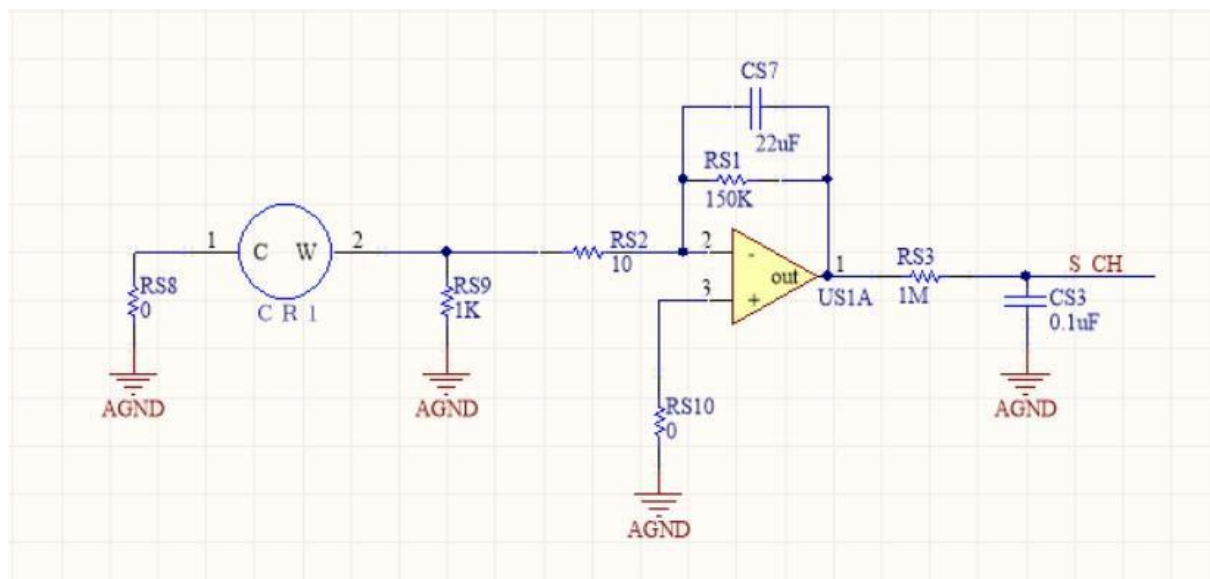 CS7
22uF
RS1
150K
1
C W
2
RS2
10
2
-
out
1
RS3
1M
S CH
RS8
0
C R 1
RS9
1K
3
+
US1A
CS3
0.1uF
AGND
AGND
RS10
0
AGND
AGND